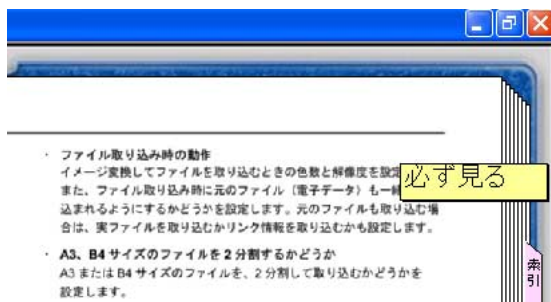 ・ ファイル取り込み時の動作
イメージ変換してファイルを取り込むときの色数と解像度を設定
また、ファイル取り込み時に元のファイル（電子データ）も一緒
込まれるようにするかどうかを設定します。元のファイルも取り込む場
合は、実ファイルを取り込むかリンク情報を取り込むかも設定します。
必ず見る
・ A3、B4 サイズのファイルを2分割するかどうか
A3 または B4 サイズのファイルを、2分割して取り込むかどうかを
設定します。
索引